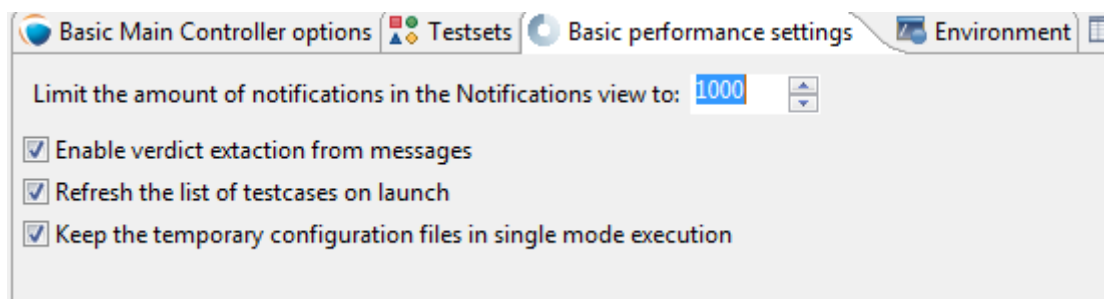 Basic Main Controller options Testsets Basic performance settings Environment
Limit the amount of notifications in the Notifications view to: 1000
Enable verdict extaction from messages
Refresh the list of testcases on launch
Keep the temporary configuration files in single mode execution